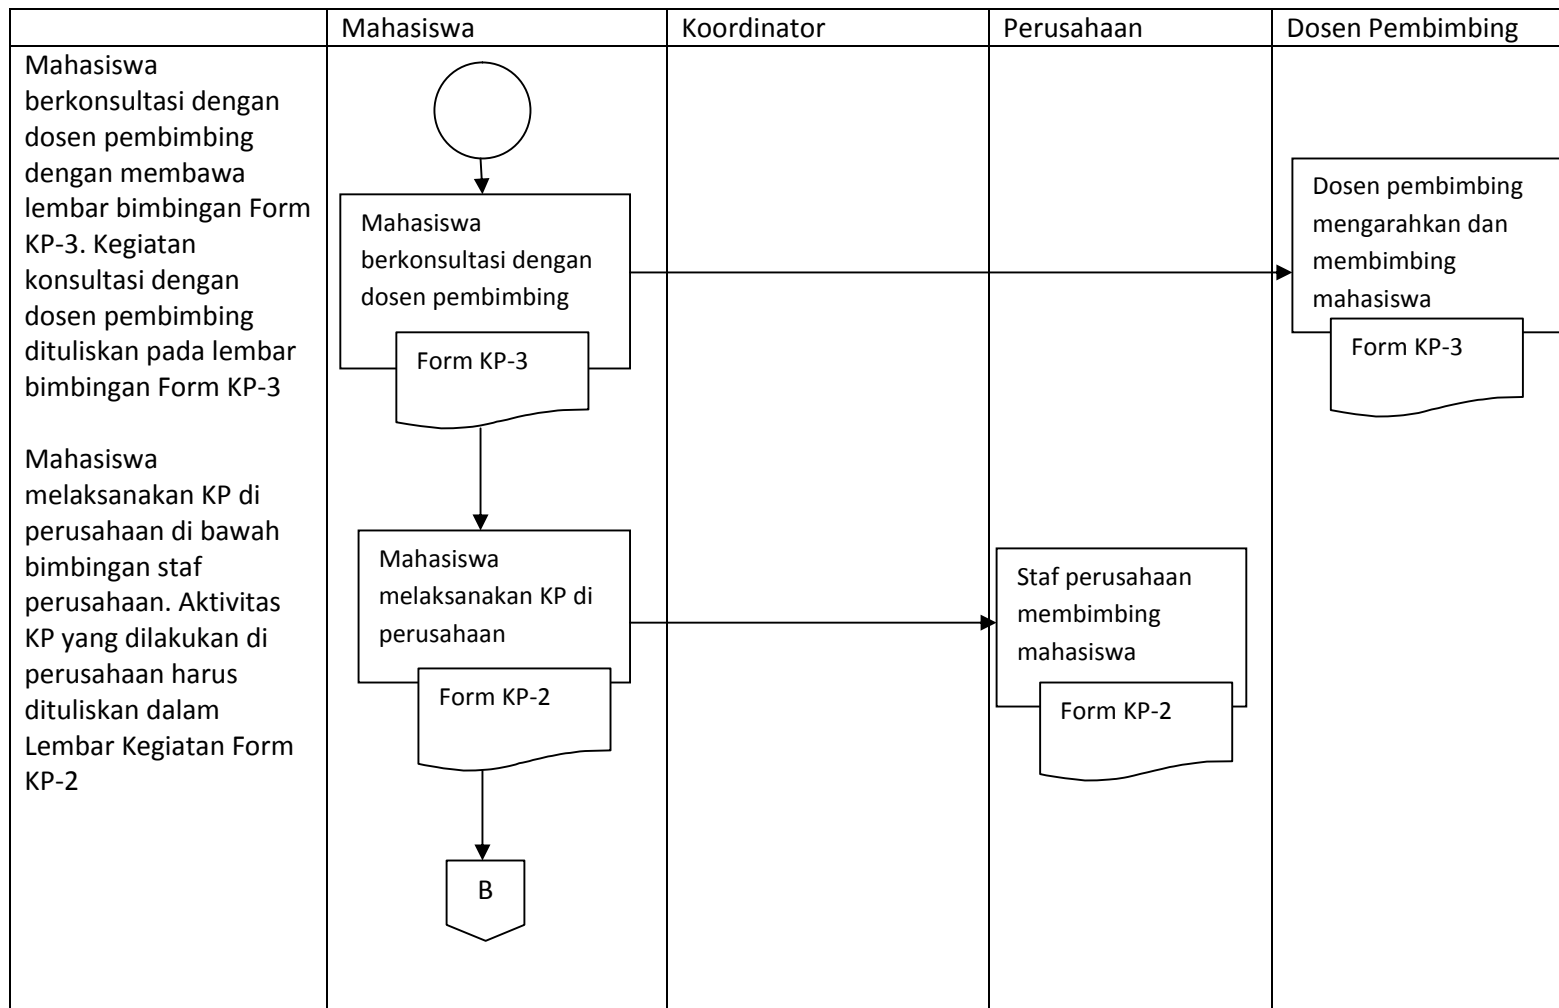 Mahasiswa
Koordinator
Perusahaan
Dosen Pembimbing
Mahasiswa
berkonsultasi dengan
dosen pembimbing
dengan membawa
lembar bimbingan Form
KP-3. Kegiatan
konsultasi dengan
dosen pembimbing
dituliskan pada lembar
bimbingan Form KP-3
Mahasiswa
melaksanakan KP di
perusahaan di bawah
bimbingan staf
perusahaan. Aktivitas
KP yang dilakukan di
perusahaan harus
dituliskan dalam
Lembar Kegiatan Form
KP-2
Mahasiswa
berkonsultasi dengan
dosen pembimbing
Form KP-3
Dosen pembimbing
mengarahkan dan
membimbing
mahasiswa
Form KP-3
Mahasiswa
melaksanakan KP di
perusahaan
Form KP-2
Staf perusahaan
membimbing
mahasiswa
Form KP-2
B